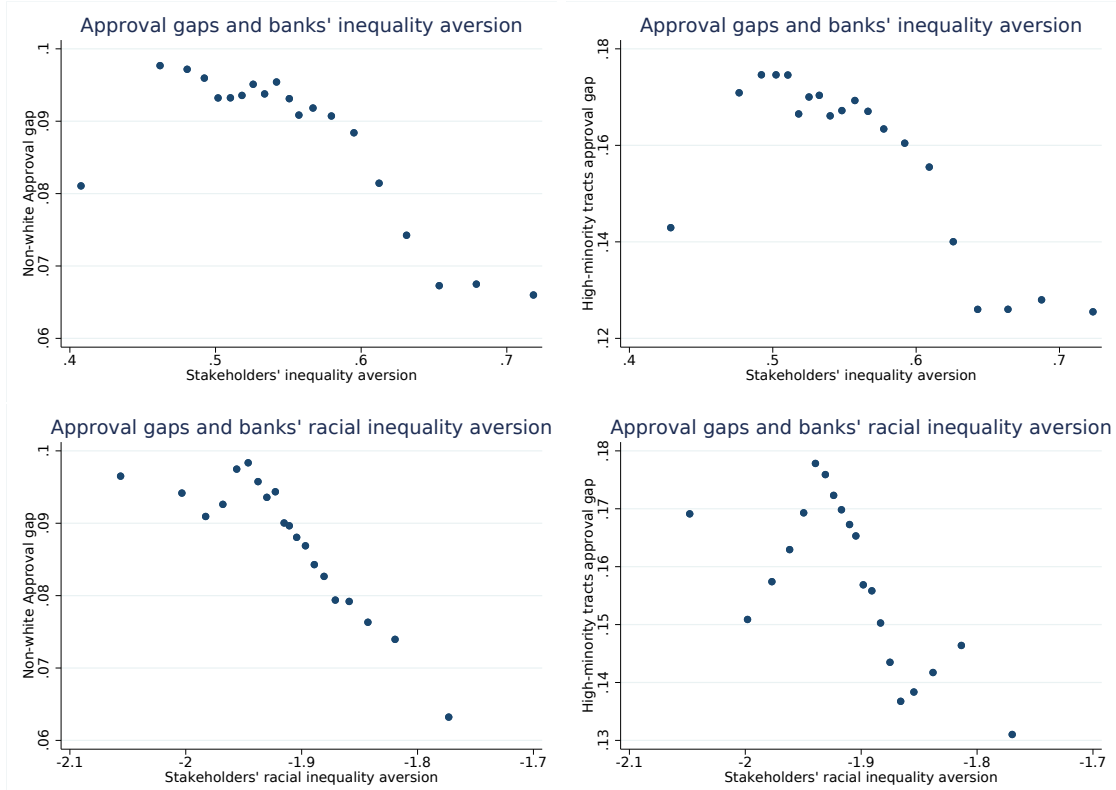 Approval gaps and banks' inequality aversion
Non-white Approval gap
.1
.09
.08
.07
.06
.4 .5 .6 .7
Stakeholders' inequality aversion
Approval gaps and banks' inequality aversion
High-minority tracts approval gap
.18
.16
.14
.12
.4 .5 .6 .7
Stakeholders' inequality aversion
Approval gaps and banks' racial inequality aversion
Non-white Approval gap
.1
.09
.08
.07
.06
-2.1 -2 -1.9 -1.8 -1.7
Stakeholders' racial inequality aversion
Approval gaps and banks' racial inequality aversion
High-minority tracts approval gap
.18
.17
.16
.15
.14
.13
-2.1 -2 -1.9 -1.8 -1.7
Stakeholders' racial inequality aversion